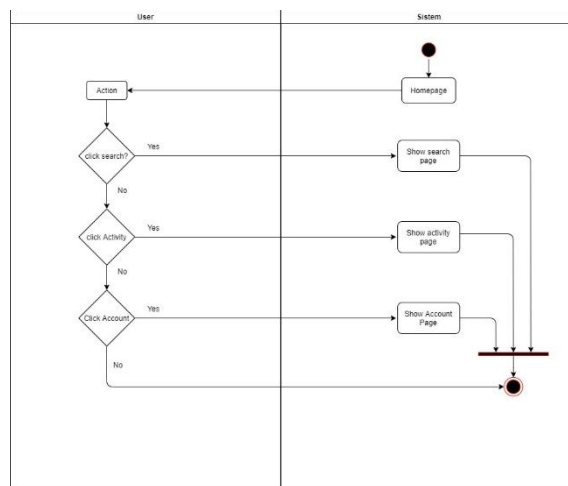 User
Sistem
Action
Homepage
click search?
Yes
Show search
page
No
click Activity
Yes
Show activity
page
No
Click Account
Yes
Show Account
Page
No